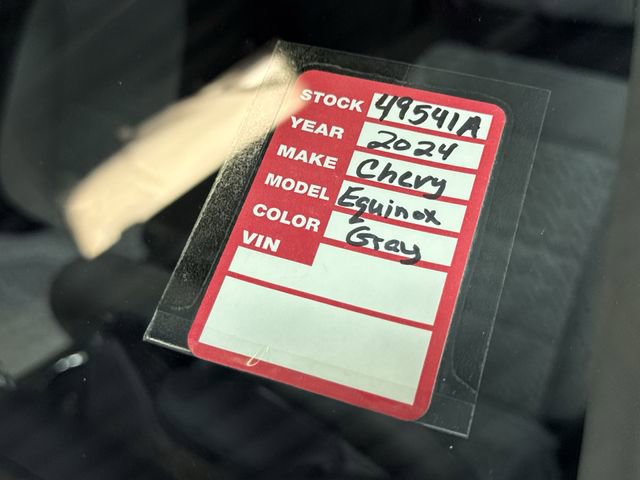 STOCK 49541A
YEAR 2024
MAKE Chevy
MODEL Equinox
COLOR Gray
VIN